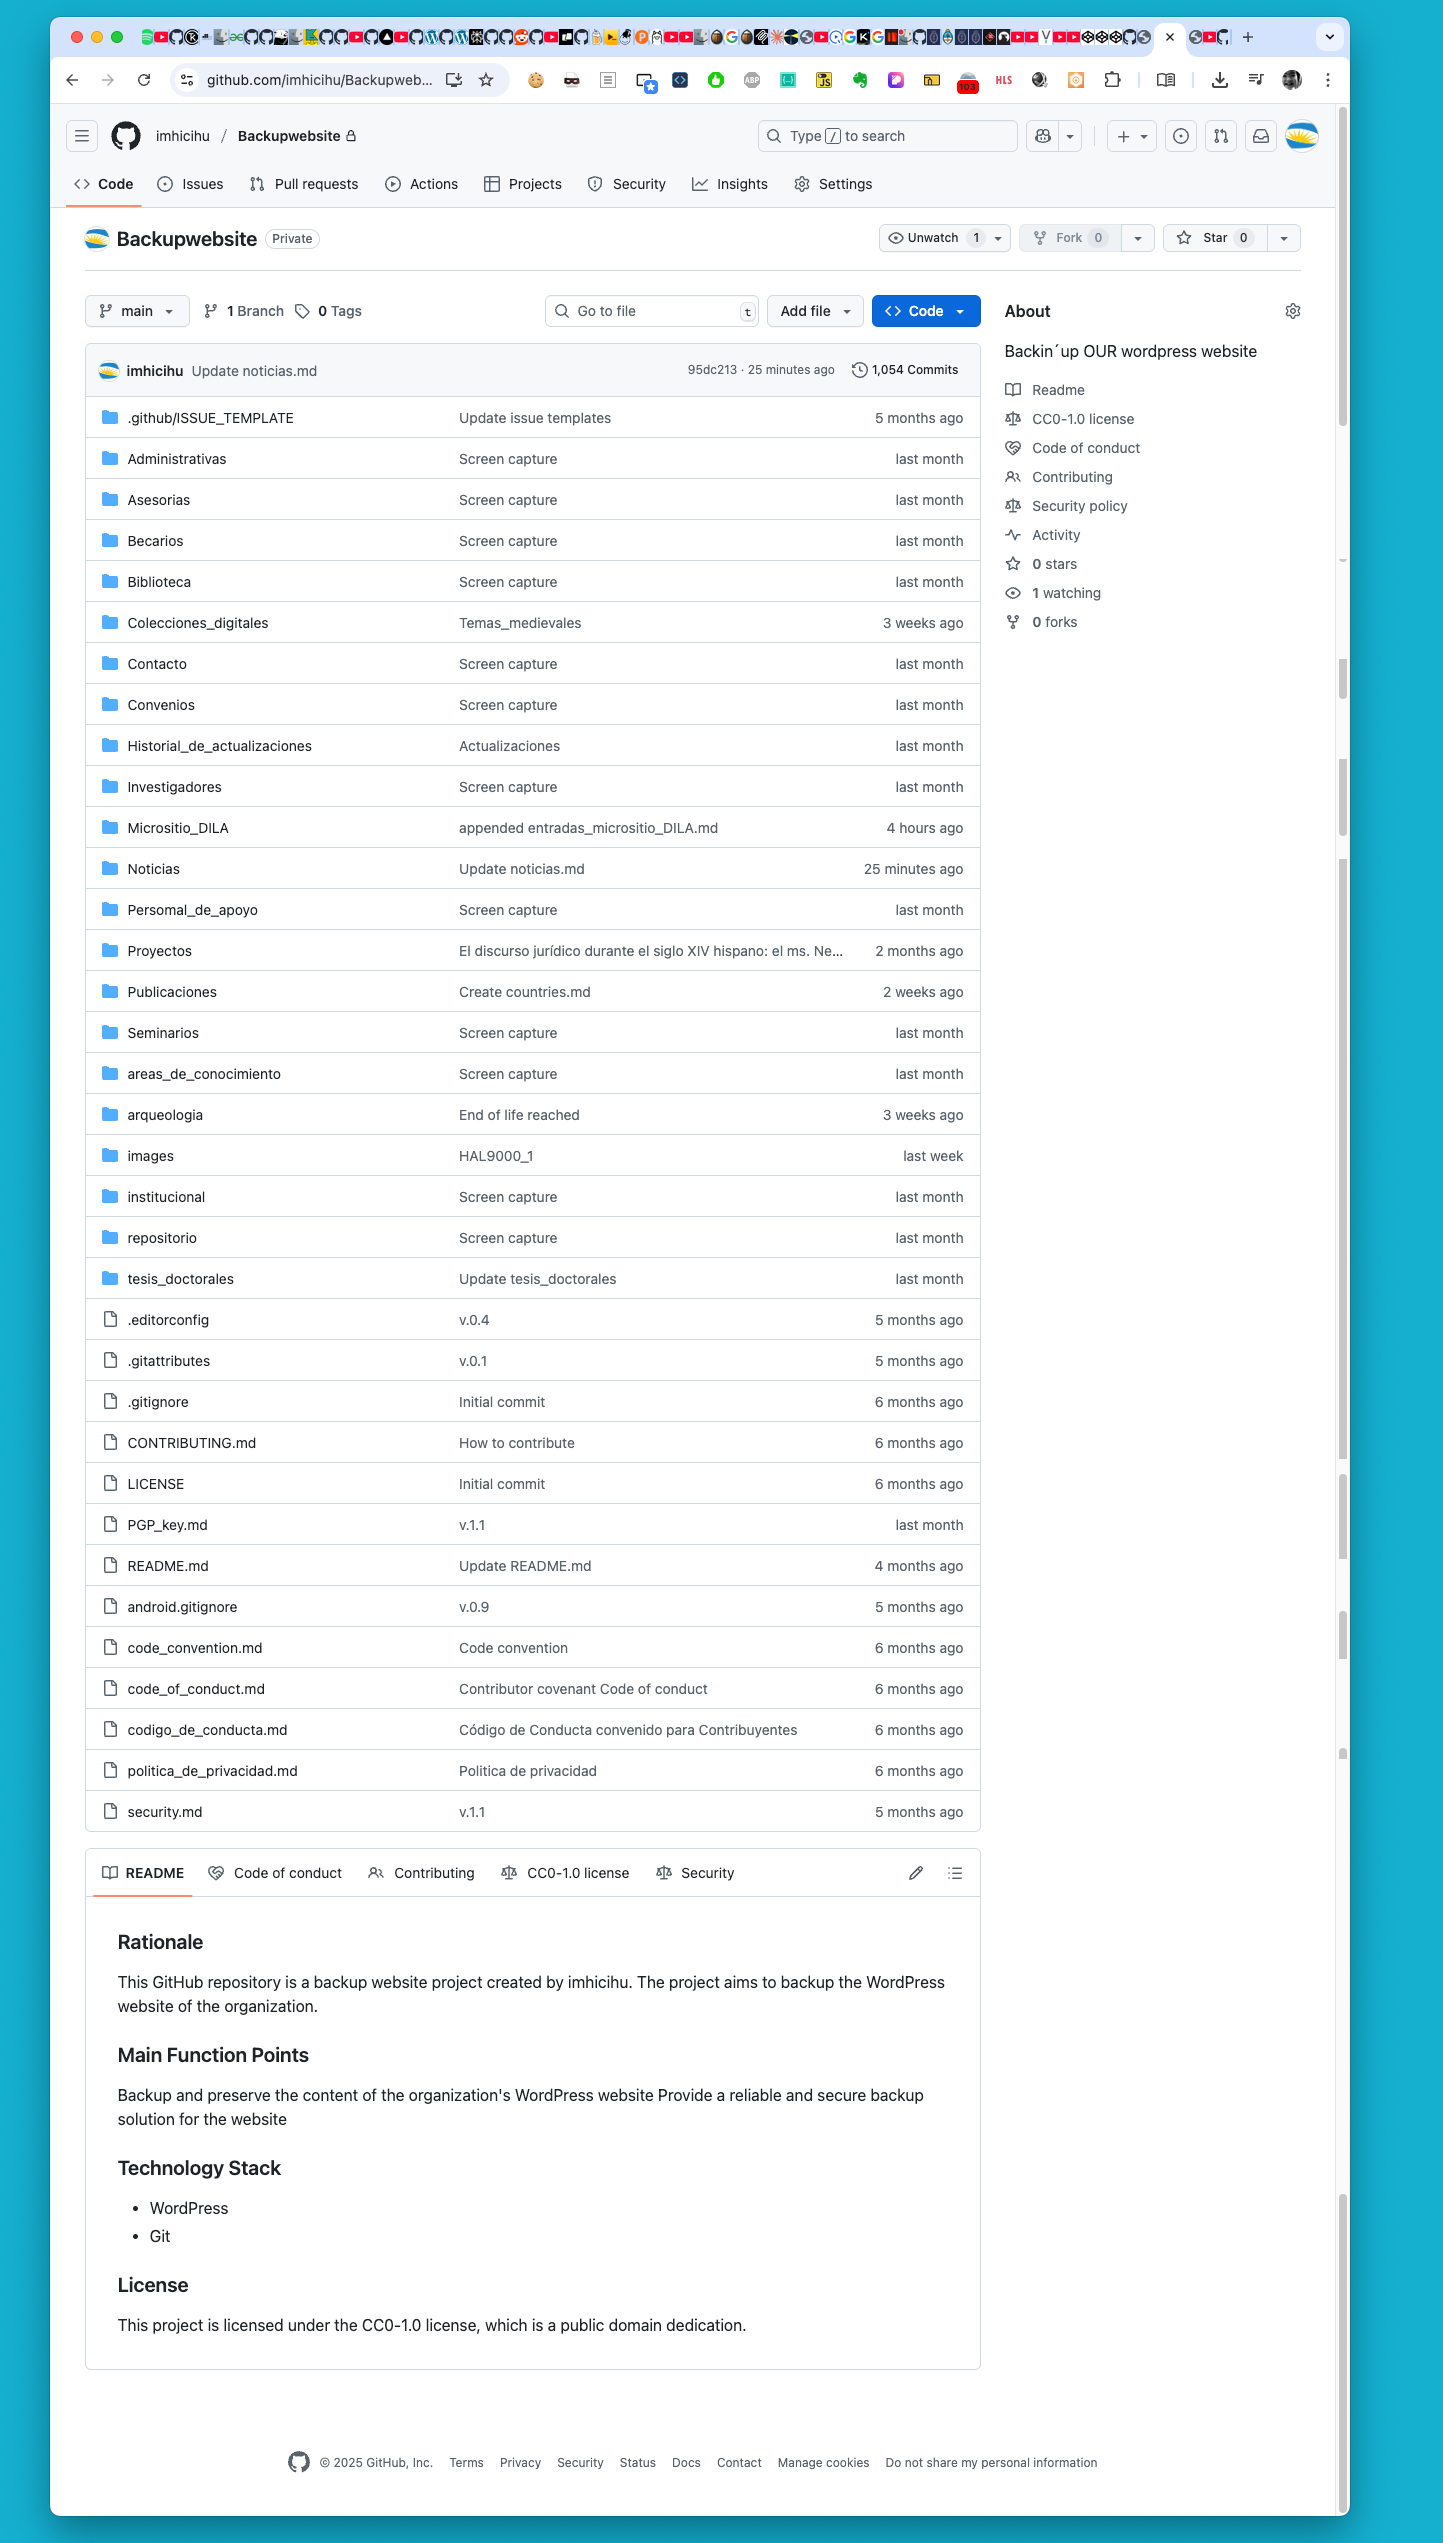 github.com/imhicihu/Backupweb...
ABP
JS
103
HLS
imhicihu / Backupwebsite
Type / to search
Code
Issues
Pull requests
Actions
Projects
Security
Insights
Settings
Backupwebsite Private
Unwatch 1
Fork 0
Star 0
main
1 Branch
0 Tags
Go to file t
Add file
Code
About
Backin´up OUR wordpress website
Readme
CC0-1.0 license
Code of conduct
Contributing
Security policy
Activity
0 stars
1 watching
0 forks
imhicihu Update noticias.md 95dc213 · 25 minutes ago 1,054 Commits
.github/ISSUE_TEMPLATE Update issue templates 5 months ago
Administrativas Screen capture last month
Asesorias Screen capture last month
Becarios Screen capture last month
Biblioteca Screen capture last month
Colecciones_digitales Temas_medievales 3 weeks ago
Contacto Screen capture last month
Convenios Screen capture last month
Historial_de_actualizaciones Actualizaciones last month
Investigadores Screen capture last month
Micrositio_DILA appended entradas_micrositio_DILA.md 4 hours ago
Noticias Update noticias.md 25 minutes ago
Persomal_de_apoyo Screen capture last month
Proyectos El discurso jurídico durante el siglo XIV hispano: el ms. Ne... 2 months ago
Publicaciones Create countries.md 2 weeks ago
Seminarios Screen capture last month
areas_de_conocimiento Screen capture last month
arqueologia End of life reached 3 weeks ago
images HAL9000_1 last week
institucional Screen capture last month
repositorio Screen capture last month
tesis_doctorales Update tesis_doctorales last month
.editorconfig v.0.4 5 months ago
.gitattributes v.0.1 5 months ago
.gitignore Initial commit 6 months ago
CONTRIBUTING.md How to contribute 6 months ago
LICENSE Initial commit 6 months ago
PGP_key.md v.1.1 last month
README.md Update README.md 4 months ago
android.gitignore v.0.9 5 months ago
code_convention.md Code convention 6 months ago
code_of_conduct.md Contributor covenant Code of conduct 6 months ago
codigo_de_conducta.md Código de Conducta convenido para Contribuyentes 6 months ago
politica_de_privacidad.md Politica de privacidad 6 months ago
security.md v.1.1 5 months ago
README
Code of conduct
Contributing
CC0-1.0 license
Security
Rationale
This GitHub repository is a backup website project created by imhicihu. The project aims to backup the WordPress
website of the organization.
Main Function Points
Backup and preserve the content of the organization's WordPress website Provide a reliable and secure backup
solution for the website
Technology Stack
• WordPress
• Git
License
This project is licensed under the CC0-1.0 license, which is a public domain dedication.
© 2025 GitHub, Inc. Terms Privacy Security Status Docs Contact Manage cookies Do not share my personal information